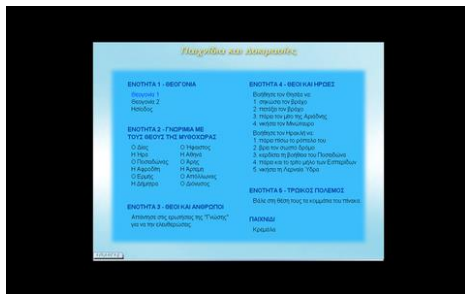 Παιχνίδια και Δοκιμασίες
ΕΝΟΤΗΤΑ 1 - ΘΕΟΓΟΝΙΑ
Θεογονία 1
Θεογονία 2
Ησίοδος
ΕΝΟΤΗΤΑ 2 - ΓΝΩΡΙΜΙΑ ΜΕ
ΤΟΥΣ ΘΕΟΥΣ ΤΗΣ ΜΥΘΟΧΩΡΑΣ
Ο Δίας
Η Ήρα
Ο Ποσειδώνας
Η Αφροδίτη
Ο Ερμής
Η Δήμητρα
Ο Ήφαιστος
Η Αθηνά
Ο Άρης
Η Άρτεμη
Ο Απόλλωνας
Ο Διόνυσος
ΕΝΟΤΗΤΑ 3 - ΘΕΟΙ ΚΑΙ ΑΝΘΡΩΠΟΙ
Απάντησε στις ερωτήσεις της "Γνώσης"
για να την ελευθερώσεις
ΕΝΟΤΗΤΑ 4 - ΘΕΟΙ ΚΑΙ ΗΡΩΕΣ
Βοήθησε τον Θησέα να:
1. σηκώσει τον βράχο
2. πετάξει τον βράχο
3. πάρει τον μίτο της Αριάδνης
4. νικήσει τον Μινώταυρο
Βοήθησε τον Ηρακλή να:
1. πάρει πίσω το ρόπαλό του
2. βρει τον σωστό δρόμο
3. κερδίσει τη βοήθεια του Ποσειδώνα
4. πάρει και το τρίτο μήλο των Εσπερίδων
5. νικήσει τη Λερναία Ύδρα
ΕΝΟΤΗΤΑ 5 - ΤΡΩΙΚΟΣ ΠΟΛΕΜΟΣ
Βάλε στη θέση τους τα κομμάτια του πίνακα
ΠΑΙΧΝΙΔΙ
Κρεμάλα